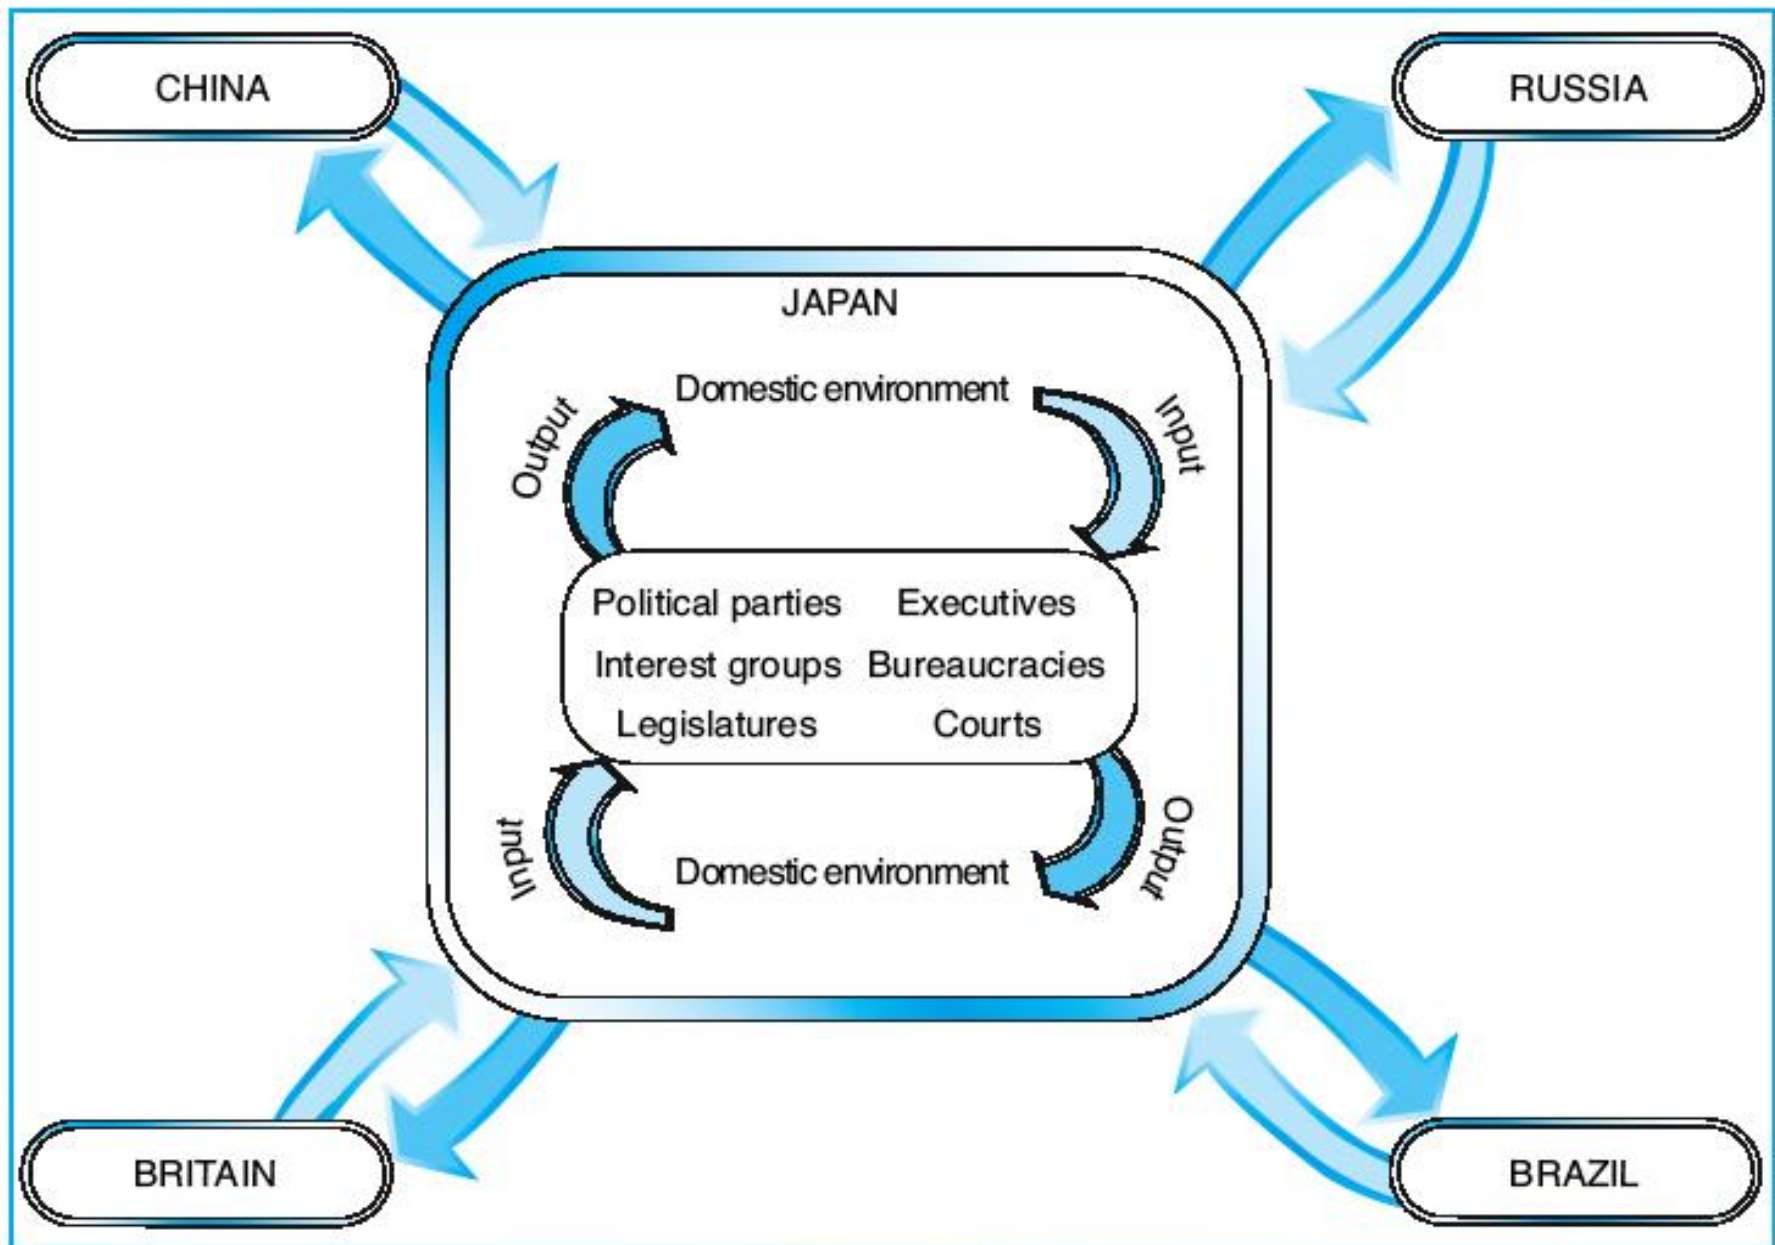 CHINA
RUSSIA
JAPAN
Domestic environment
Output
Input
Political parties Executives
Interest groups Bureaucracies
Legislatures Courts
Input
Output
Domestic environment
BRITAIN
BRAZIL